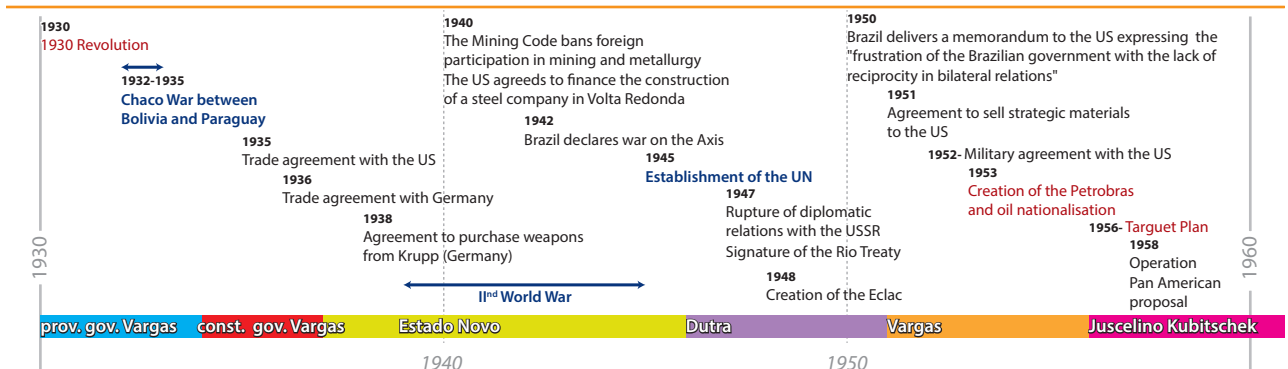 1930
1930 Revolution
1932-1935
Chaco War between
Bolivia and Paraguay
1935
Trade agreement with the US
1936
Trade agreement with Germany
1938
Agreement to purchase weapons
from Krupp (Germany)
IInd World War
1940
The Mining Code bans foreign
participation in mining and metallurgy
The US agreeds to finance the construction
of a steel company in Volta Redonda
1942
Brazil declares war on the Axis
1945
Establishment of the UN
1947
Rupture of diplomatic
relations with the USSR
Signature of the Rio Treaty
1948
Creation of the Eclac
1950
Brazil delivers a memorandum to the US expressing the
"frustration of the Brazilian government with the lack of
reciprocity in bilateral relations"
1951
Agreement to sell strategic materials
to the US
1952- Military agreement with the US
1953
Creation of the Petrobras
and oil nationalisation
1956- Targuet Plan
1958
Operation
Pan American
proposal
1930
1960
prov. gov. Vargas const. gov. Vargas Estado Novo Dutra Vargas Juscelino Kubitschek
1940 1950